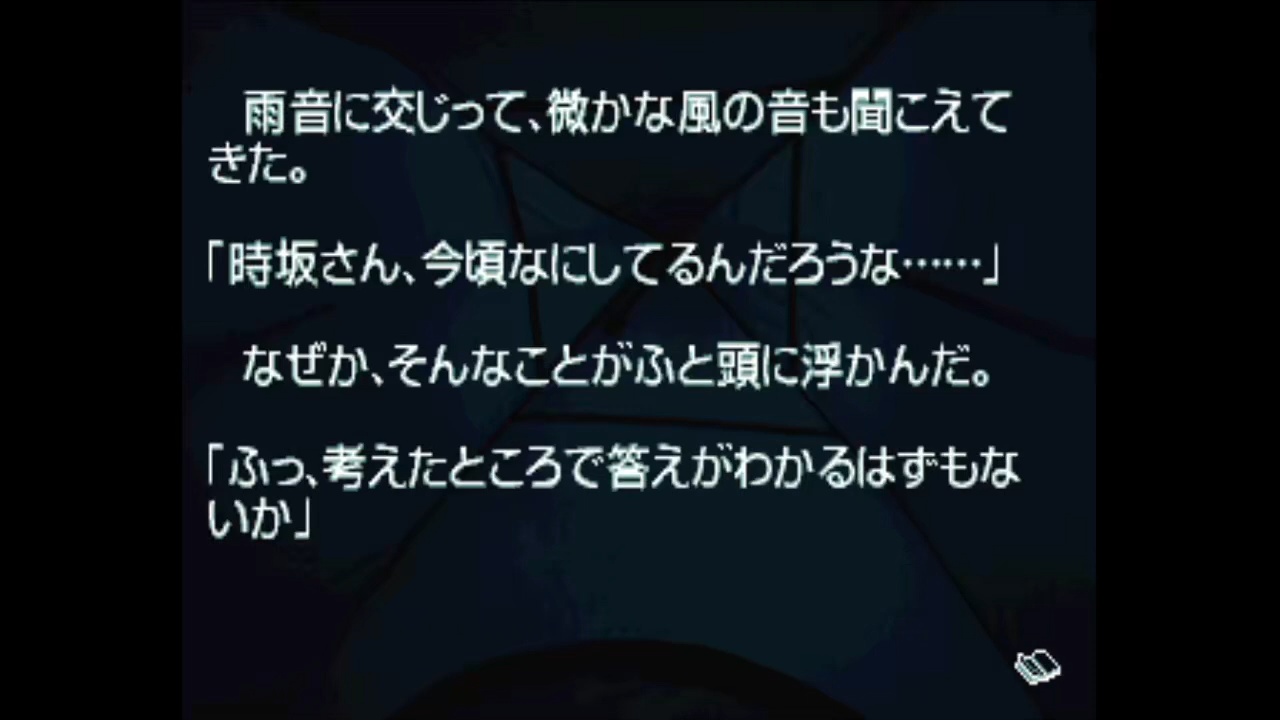 雨音に交じって、微かな風の音も聞こえて
きた。
「時坂さん、今頃なにしてるんだろうな……」
なぜか、そんなことがふと頭に浮かんだ。
「ふっ、考えたところで答えがわかるはずもな
いか」